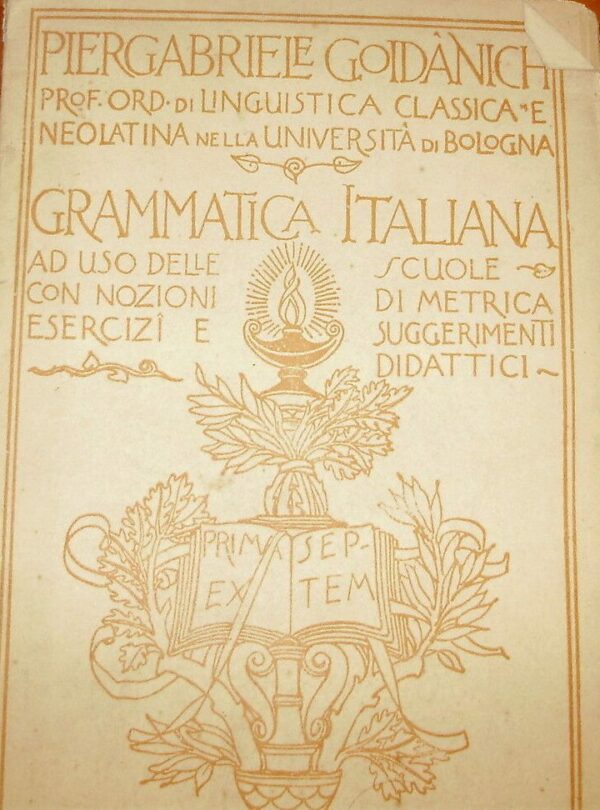 PIERGABRIELE GOIDÂNICH
PROF. ORD. DI LINGUISTICA CLASSICA E
NEOLATINA NELLA UNIVERSITÀ DI BOLOGNA
GRAMMATICA ITALIANA
AD USO DELLE SCUOLE
CON NOZIONI DI METRICA
ESERCIZÎ E SUGGERIMENTI
DIDATTICI
PRIMA SEP-
EX TEM